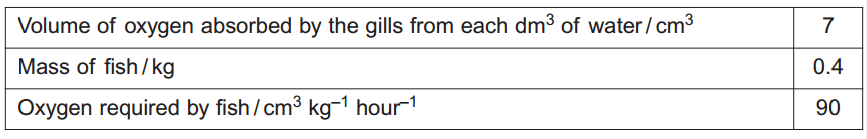 Volume of oxygen absorbed by the gills from each dm³ of water / cm³ 7
Mass of fish / kg 0.4
Oxygen required by fish / cm³ kg⁻¹ hour⁻¹ 90